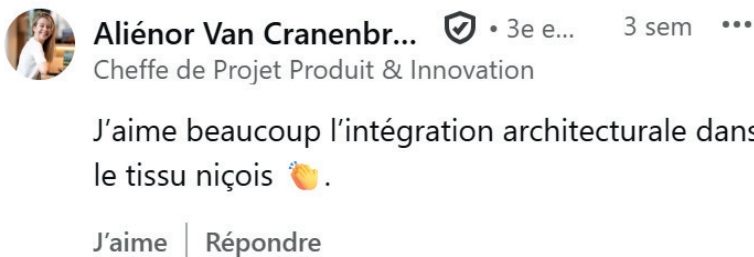 Aliénor Van Cranenbr... • 3e e... 3 sem •••
Cheffe de Projet Produit & Innovation
J’aime beaucoup l’intégration architecturale dans
le tissu niçois 👏.
J’aime | Répondre